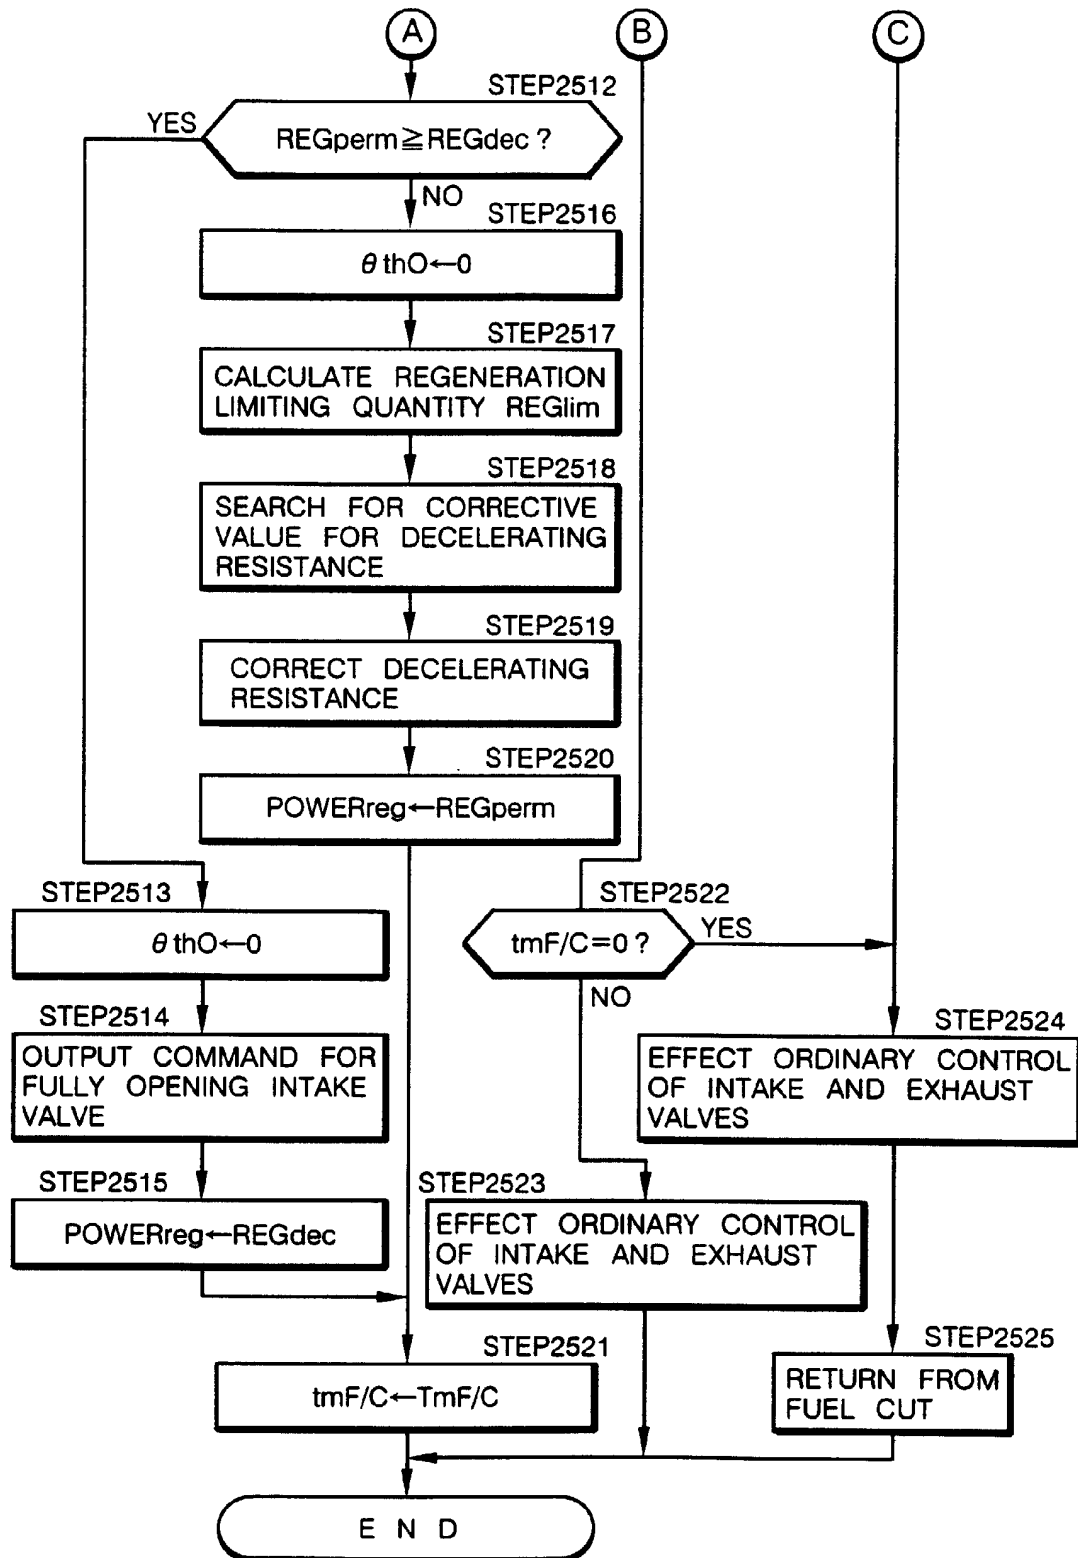 A
B
C
STEP2512
YES
REGperm≧REGdec ?
NO
STEP2516
θ thO←0
STEP2517
CALCULATE REGENERATION
LIMITING QUANTITY REGlim
STEP2518
SEARCH FOR CORRECTIVE
VALUE FOR DECELERATING
RESISTANCE
STEP2519
CORRECT DECELERATING
RESISTANCE
STEP2520
POWERreg←REGperm
STEP2513
θ thO←0
STEP2522
tmF/C=0 ?
YES
NO
STEP2514
OUTPUT COMMAND FOR
FULLY OPENING INTAKE
VALVE
STEP2524
EFFECT ORDINARY CONTROL
OF INTAKE AND EXHAUST
VALVES
STEP2515
POWERreg←REGdec
STEP2523
EFFECT ORDINARY CONTROL
OF INTAKE AND EXHAUST
VALVES
STEP2521
tmF/C←TmF/C
STEP2525
RETURN FROM
FUEL CUT
E N D